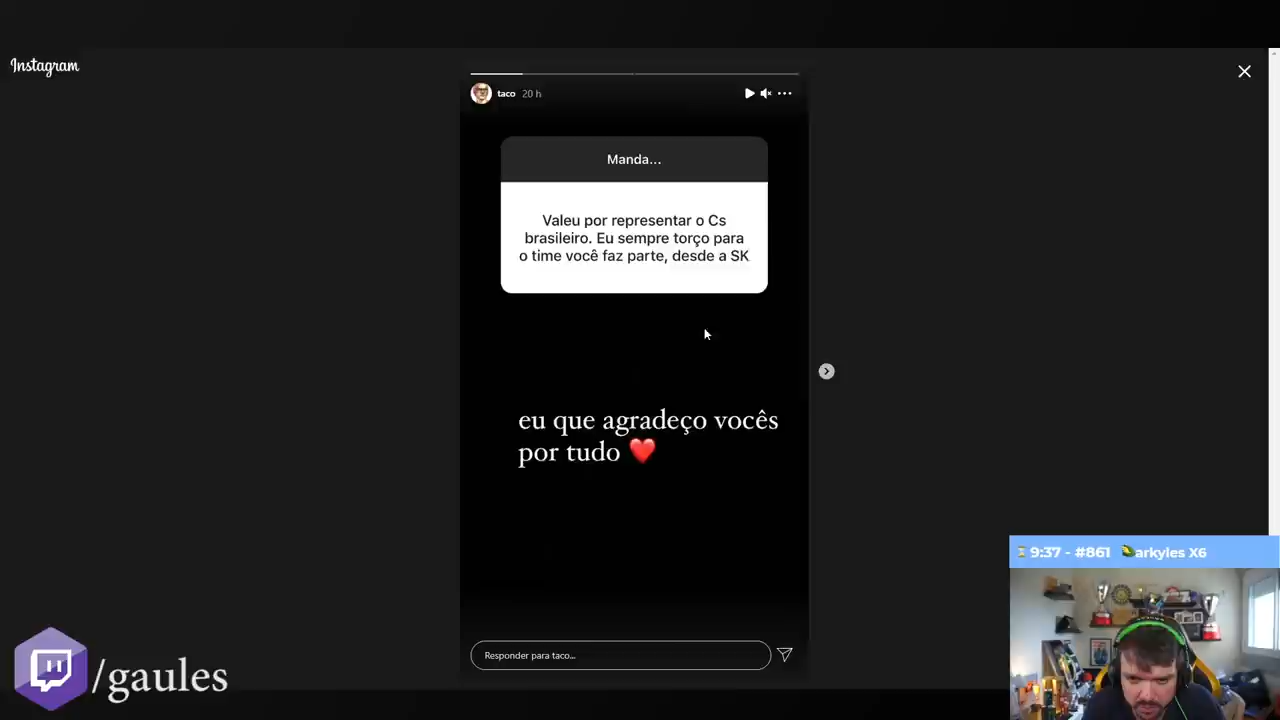 Instagram
taco 20 h
Manda...
Valeu por representar o Cs
brasileiro. Eu sempre torço para
o time você faz parte, desde a SK
eu que agradeço vocês
por tudo ❤️
Responder para taco...
9:37 - #861 arkyles X6
/gaules